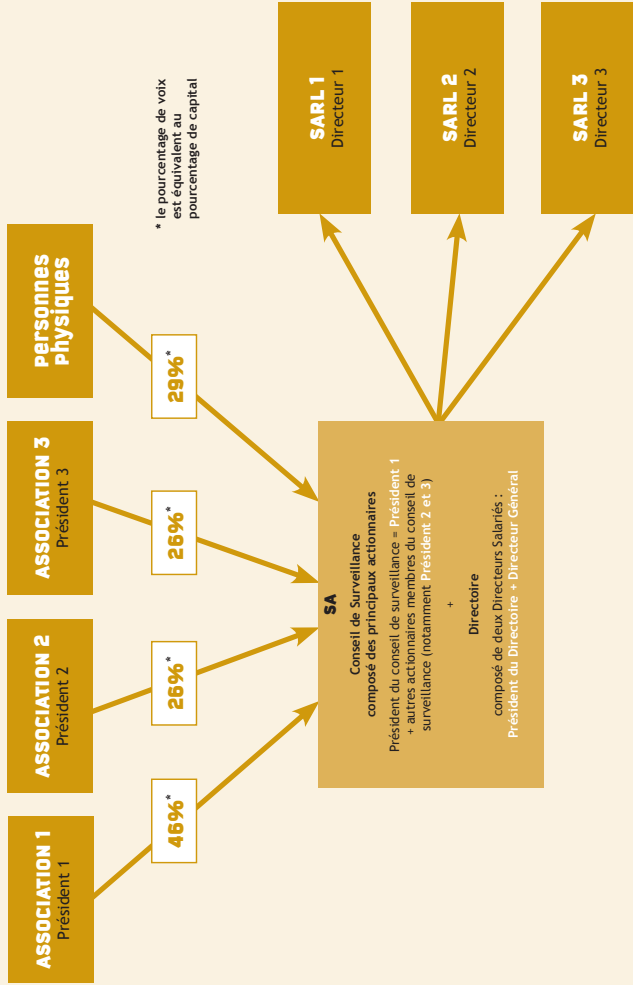 ASSOCIATION 1
Président 1
ASSOCIATION 2
Président 2
ASSOCIATION 3
Président 3
Personnes
Physiques
46%*
26%*
26%*
29%*
* le pourcentage de voix
est équivalent au
pourcentage de capital
SA
Conseil de Surveillance
composé des principaux actionnaires
Président du conseil de surveillance = Président 1
+ autres actionnaires membres du conseil de
surveillance (notamment Président 2 et 3)
+
Directoire
composé de deux Directeurs Salariés :
Président du Directoire + Directeur Général
SARL 1
Directeur 1
SARL 2
Directeur 2
SARL 3
Directeur 3